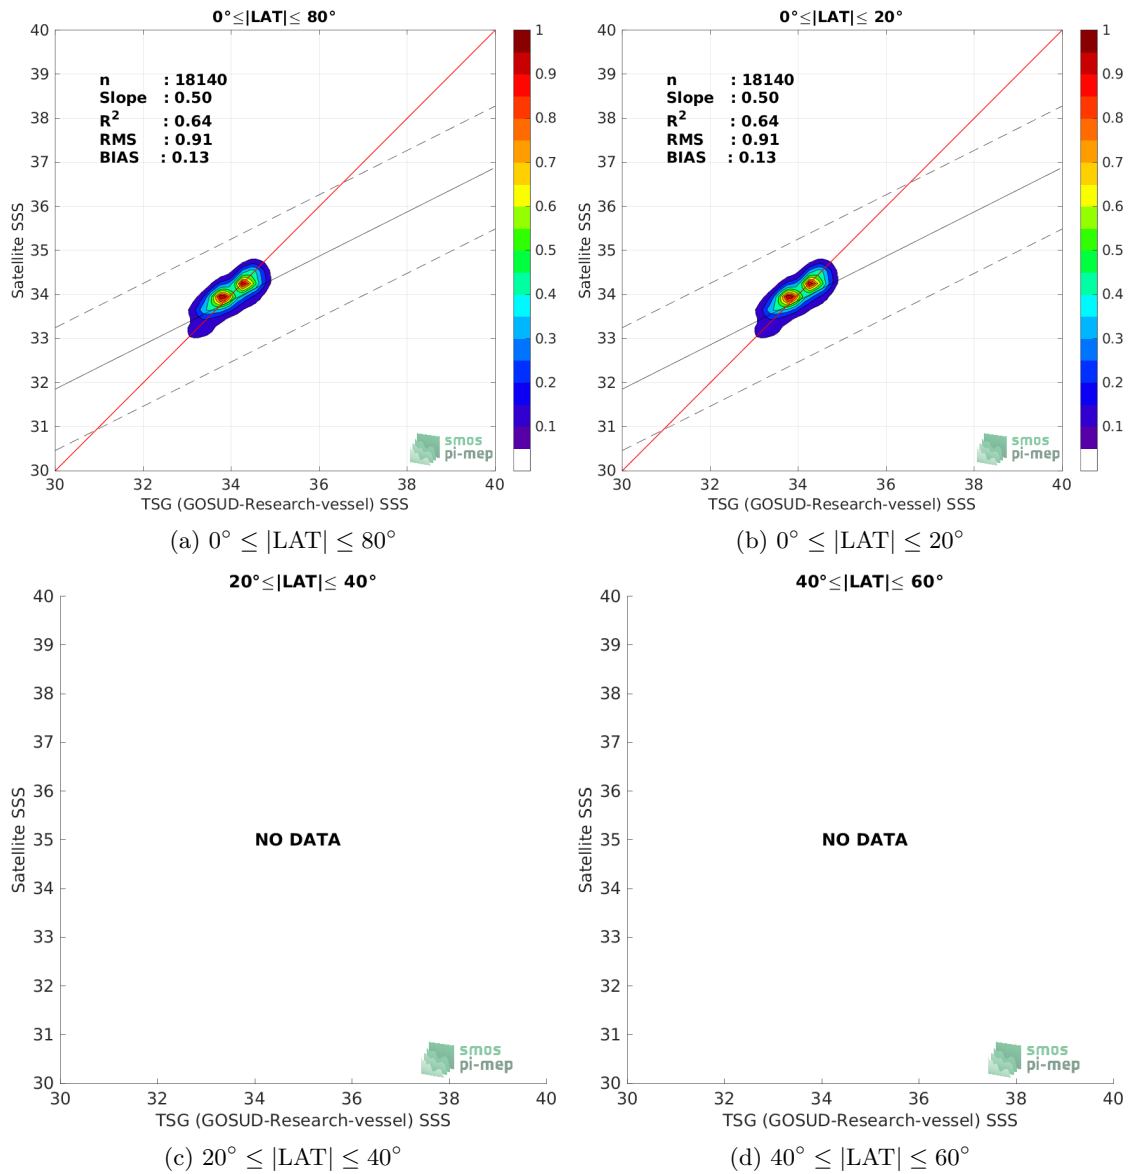 0°≤|LAT|≤ 80°
40
39
38
37
36
35
34
33
32
31
30
Satellite SSS
n : 18140
Slope : 0.50
R² : 0.64
RMS : 0.91
BIAS : 0.13
1
0.9
0.8
0.7
0.6
0.5
0.4
0.3
0.2
0.1
smos
pi-mep
30 32 34 36 38 40
TSG (GOSUD-Research-vessel) SSS
(a) 0° ≤ |LAT| ≤ 80°
0°≤|LAT|≤ 20°
40
39
38
37
36
35
34
33
32
31
30
Satellite SSS
n : 18140
Slope : 0.50
R² : 0.64
RMS : 0.91
BIAS : 0.13
1
0.9
0.8
0.7
0.6
0.5
0.4
0.3
0.2
0.1
smos
pi-mep
30 32 34 36 38 40
TSG (GOSUD-Research-vessel) SSS
(b) 0° ≤ |LAT| ≤ 20°
20°≤|LAT|≤ 40°
40
39
38
37
36
35
34
33
32
31
30
Satellite SSS
NO DATA
smos
pi-mep
30 32 34 36 38 40
TSG (GOSUD-Research-vessel) SSS
(c) 20° ≤ |LAT| ≤ 40°
40°≤|LAT|≤ 60°
40
39
38
37
36
35
34
33
32
31
30
Satellite SSS
NO DATA
smos
pi-mep
30 32 34 36 38 40
TSG (GOSUD-Research-vessel) SSS
(d) 40° ≤ |LAT| ≤ 60°